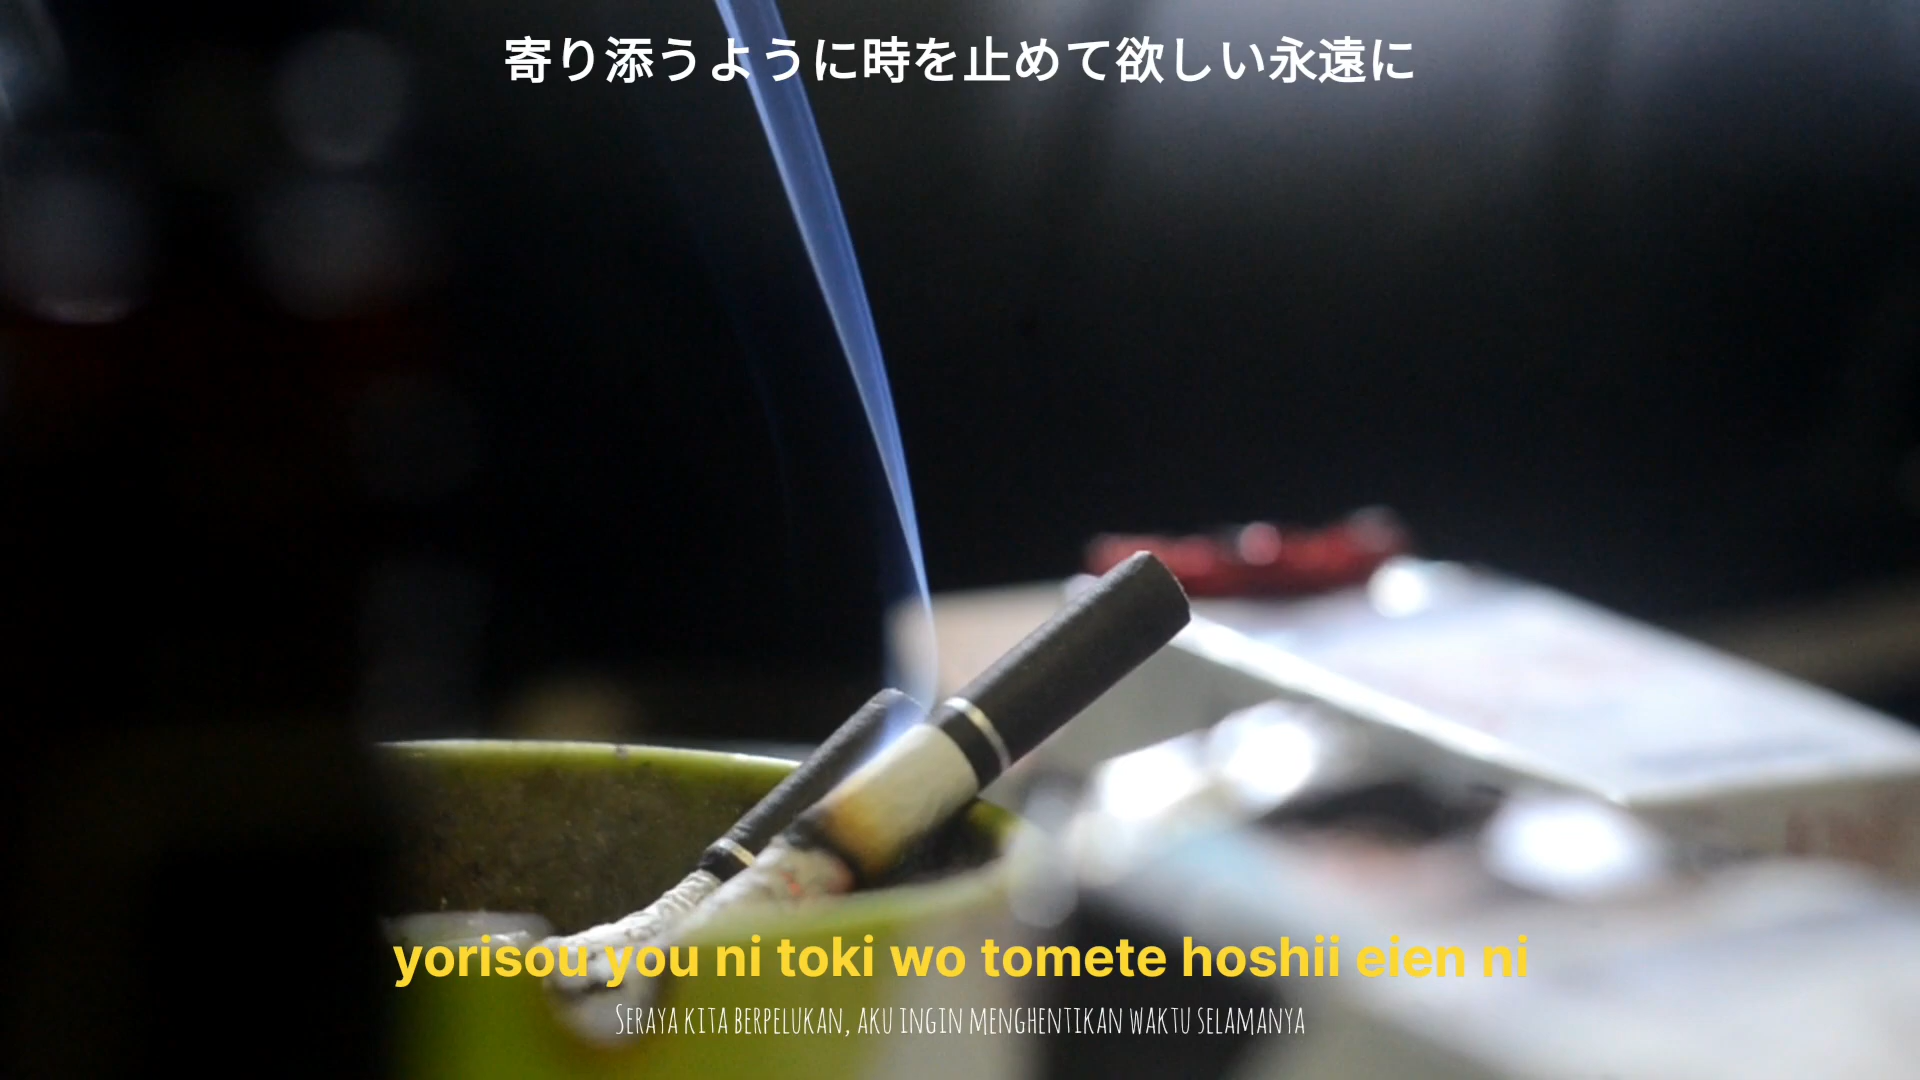 寄り添うように時を止めて欲しい永遠に
yorisou you ni toki wo tomete hoshii eien ni
Seraya kita berpelukan, aku ingin menghentikan waktu selamanya